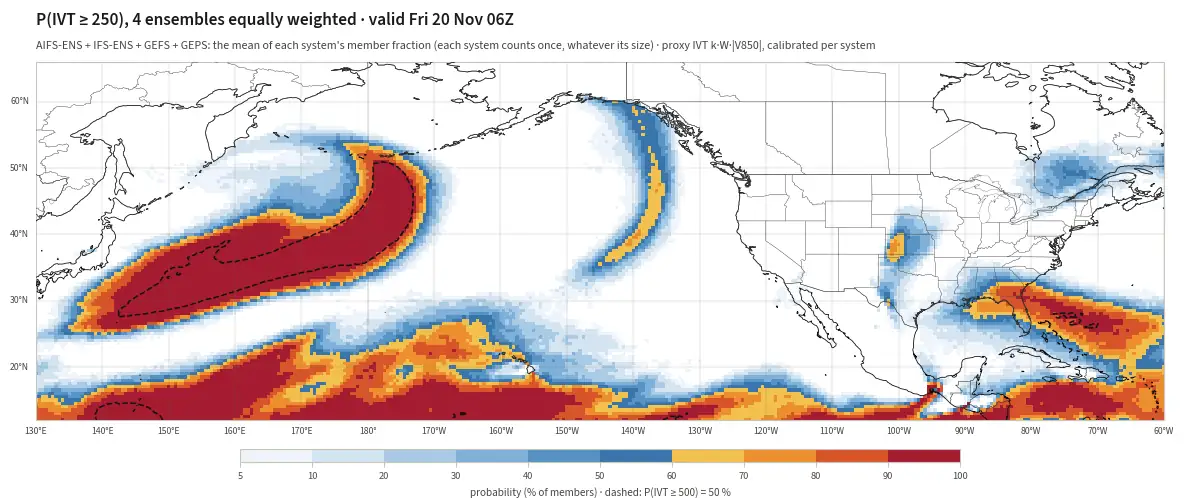 P(IVT ≥ 250), 4 ensembles equally weighted · valid Fri 20 Nov 06Z
AIFS-ENS + IFS-ENS + GEFS + GEPS: the mean of each system's member fraction (each system counts once, whatever its size) · proxy IVT k·W·|V850|, calibrated per system
60°N
50°N
40°N
30°N
20°N
130°E 140°E 150°E 160°E 170°E 180° 170°W 160°W 150°W 140°W 130°W 120°W 110°W 100°W 90°W 80°W 70°W 60°W
5 10 20 30 40 50 60 70 80 90 100
probability (% of members) · dashed: P(IVT ≥ 500) = 50 %